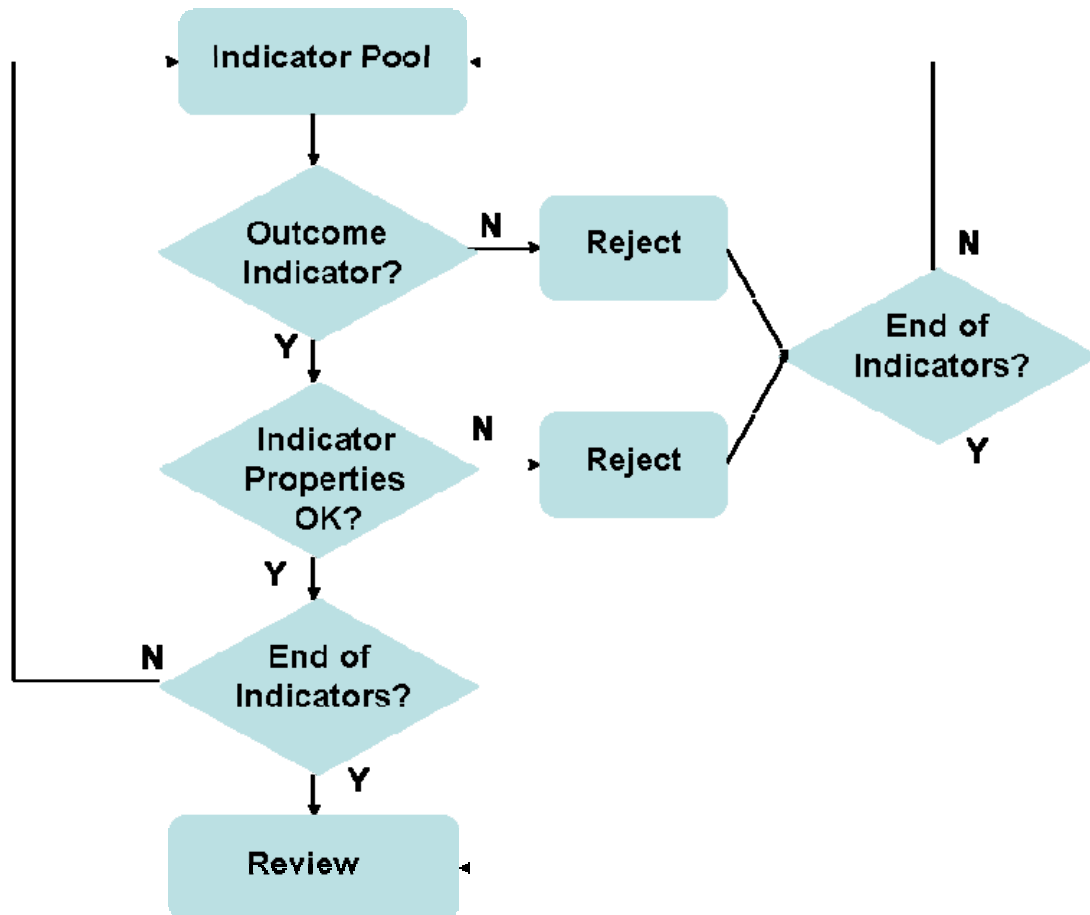 Indicator Pool
Outcome
Indicator?
N
Reject
N
End of
Indicators?
Y
Y
Indicator
Properties
OK?
N
Reject
Y
End of
Indicators?
N
Y
Review